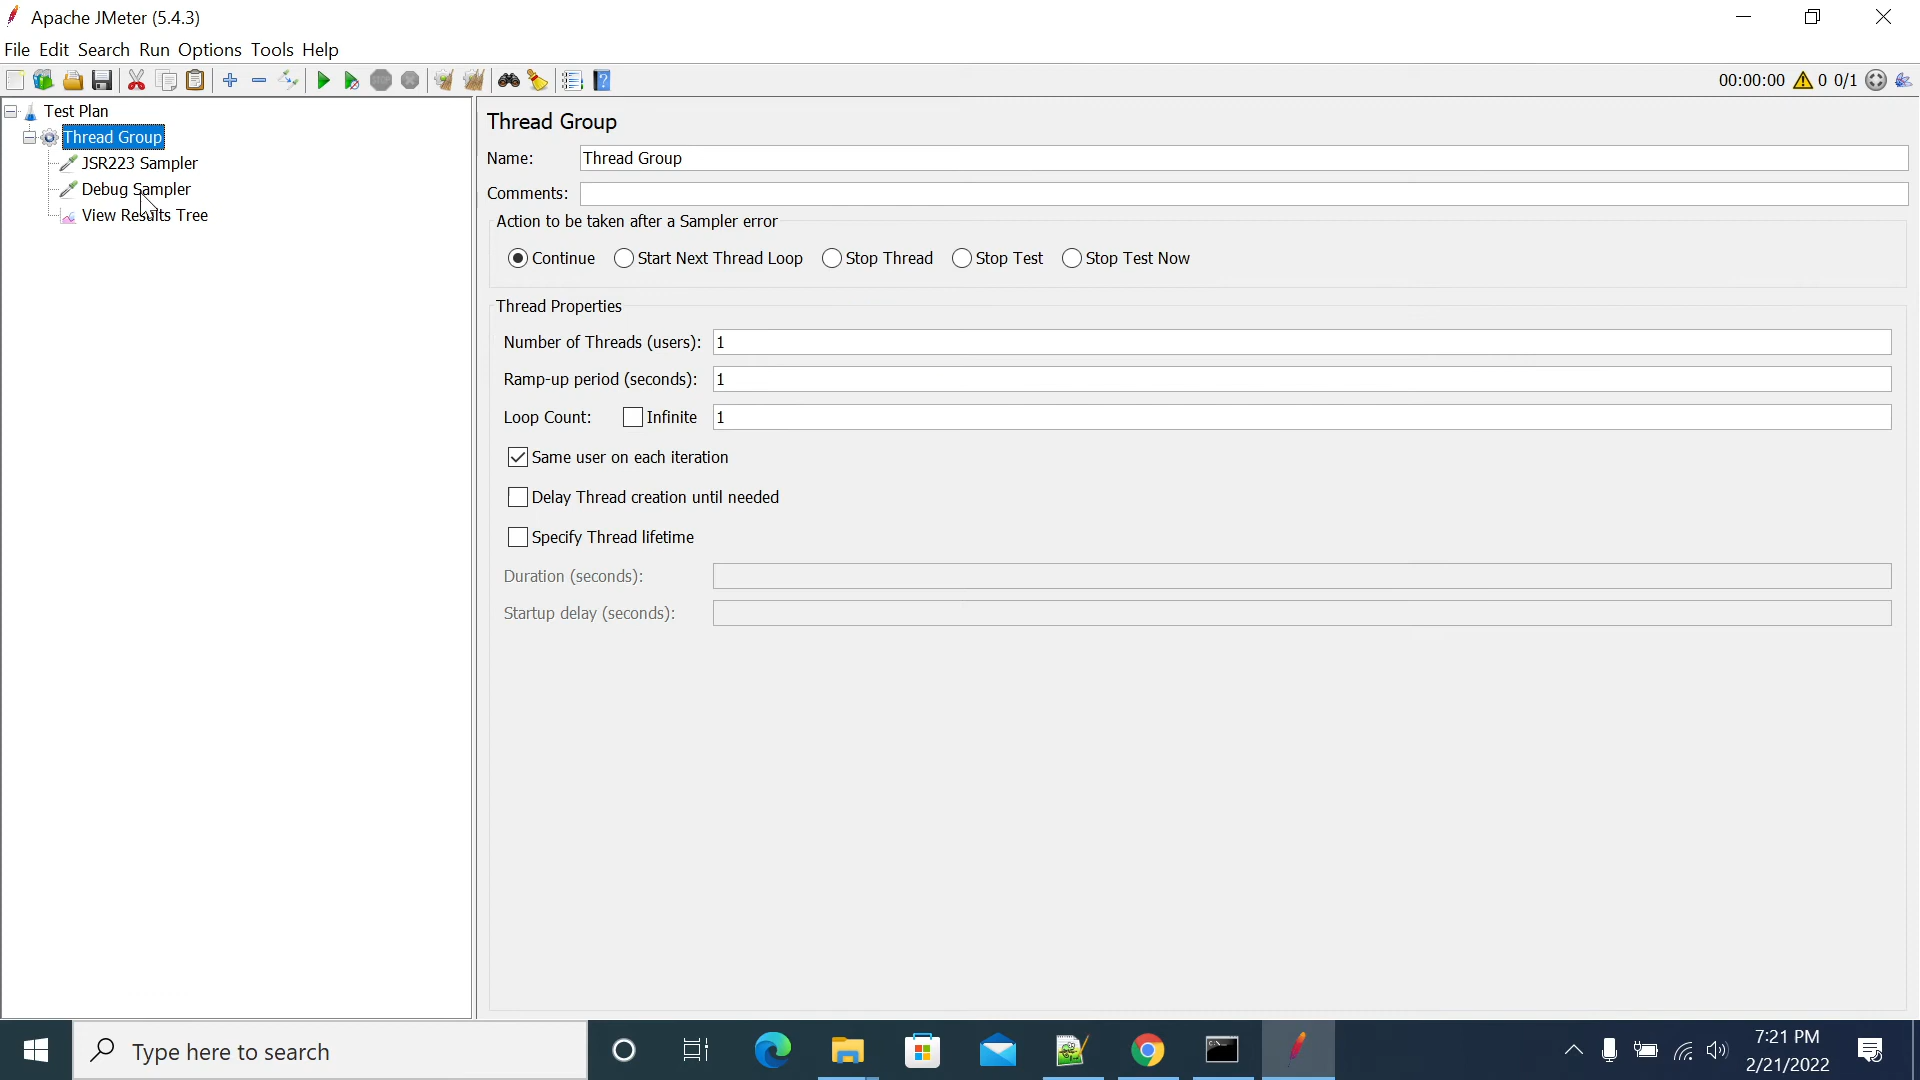 Apache JMeter (5.4.3)
File Edit Search Run Options Tools Help
00:00:00 0 0/1
Test Plan
Thread Group
JSR223 Sampler
Debug Sampler
View Results Tree
Thread Group
Name: Thread Group
Comments:
Action to be taken after a Sampler error
Continue Start Next Thread Loop Stop Thread Stop Test Stop Test Now
Thread Properties
Number of Threads (users): 1
Ramp-up period (seconds): 1
Loop Count: Infinite 1
Same user on each iteration
Delay Thread creation until needed
Specify Thread lifetime
Duration (seconds):
Startup delay (seconds):
Type here to search
7:21 PM
2/21/2022